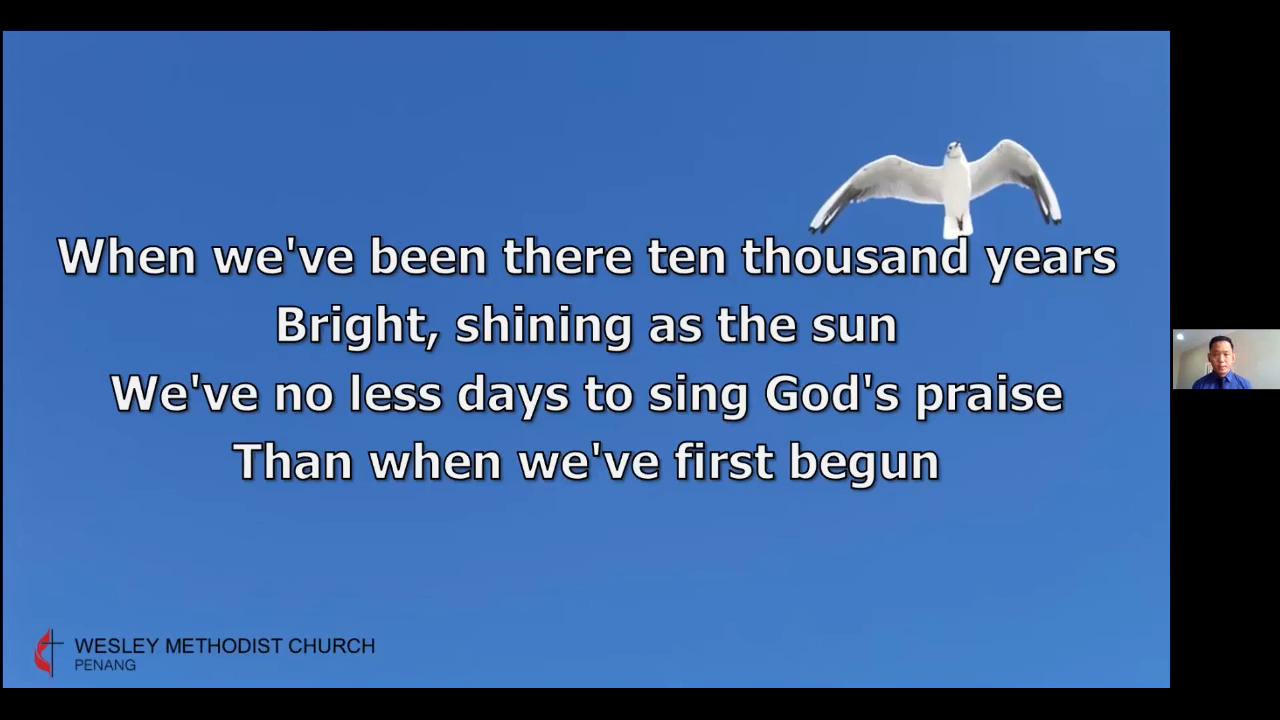 When we've been there ten thousand years
Bright, shining as the sun
We've no less days to sing God's praise
Than when we've first begun
WESLEY METHODIST CHURCH
PENANG